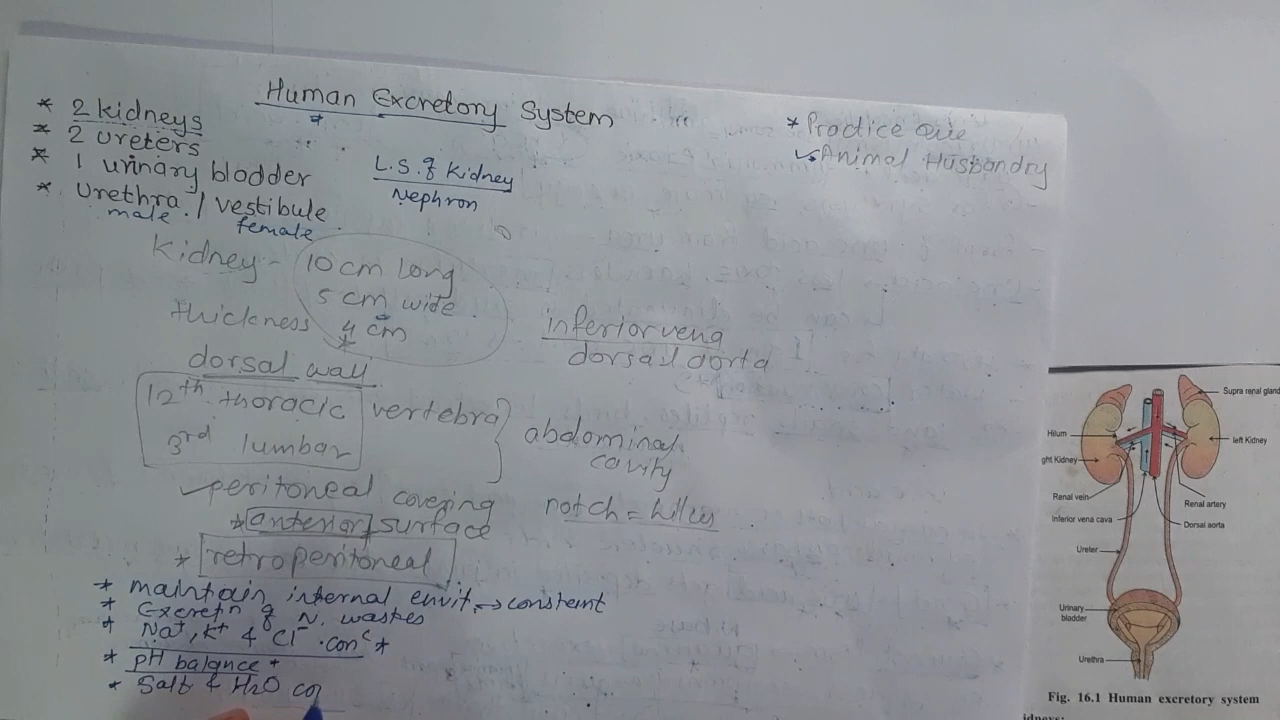 Human Excretory System
* 2 kidneys
* 2 ureters
* 1 urinary bladder
* Urethra / vestibule
male female
L.S. of Kidney
Nephron
* Practice Que
Animal Husbandry
Kidney - 10 cm long
5 cm wide
thickness 4 cm
inferior vena
dorsal aorta
dorsal wall
12th thoracic vertebra
3rd lumbar
abdominal
cavity
peritoneal covering
* anterior surface
notch = hilus
* retroperitoneal
* maintain internal envit → constant
* Excretn of N. wastes
* Na+, K+ & Cl- conc *
* pH balance *
* Salt & H2O co
Supra renal gland
Hilum
left Kidney
ght Kidney
Renal vein
Renal artery
Inferior vena cava
Dorsal aorta
Ureter
Urinary
bladder
Urethra
Fig. 16.1 Human excretory system
idneys: